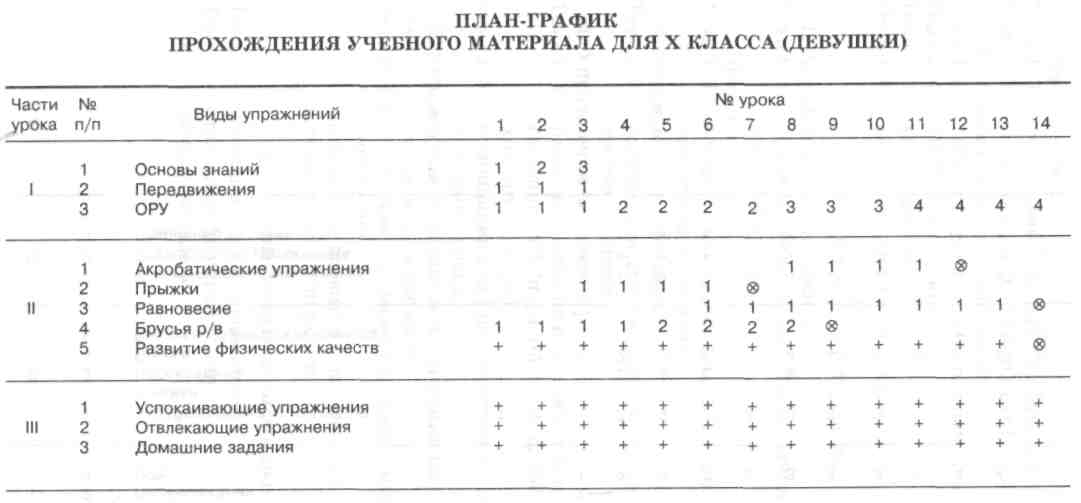 ПЛАН-ГРАФИК
ПРОХОЖДЕНИЯ УЧЕБНОГО МАТЕРИАЛА ДЛЯ X КЛАССА (ДЕВУШКИ)
Части урока № п/п Виды упражнений № урока
1 2 3 4 5 6 7 8 9 10 11 12 13 14
1 Основы знаний 1 2 3
I 2 Передвижения 1 1 1
3 ОРУ 1 1 1 2 2 2 2 3 3 3 4 4 4 4
1 Акробатические упражнения 1 1 1 1 ⊗
2 Прыжки 1 1 1 1 ⊗
II 3 Равновесие 1 1 1 1 1 1 1 1 ⊗
4 Брусья р/в 1 1 1 1 2 2 2 2 ⊗
5 Развитие физических качеств + + + + + + + + + + + + + ⊗
1 Успокаивающие упражнения + + + + + + + + + + + + + +
III 2 Отвлекающие упражнения + + + + + + + + + + + + + +
3 Домашние задания + + + + + + + + + + + + + +